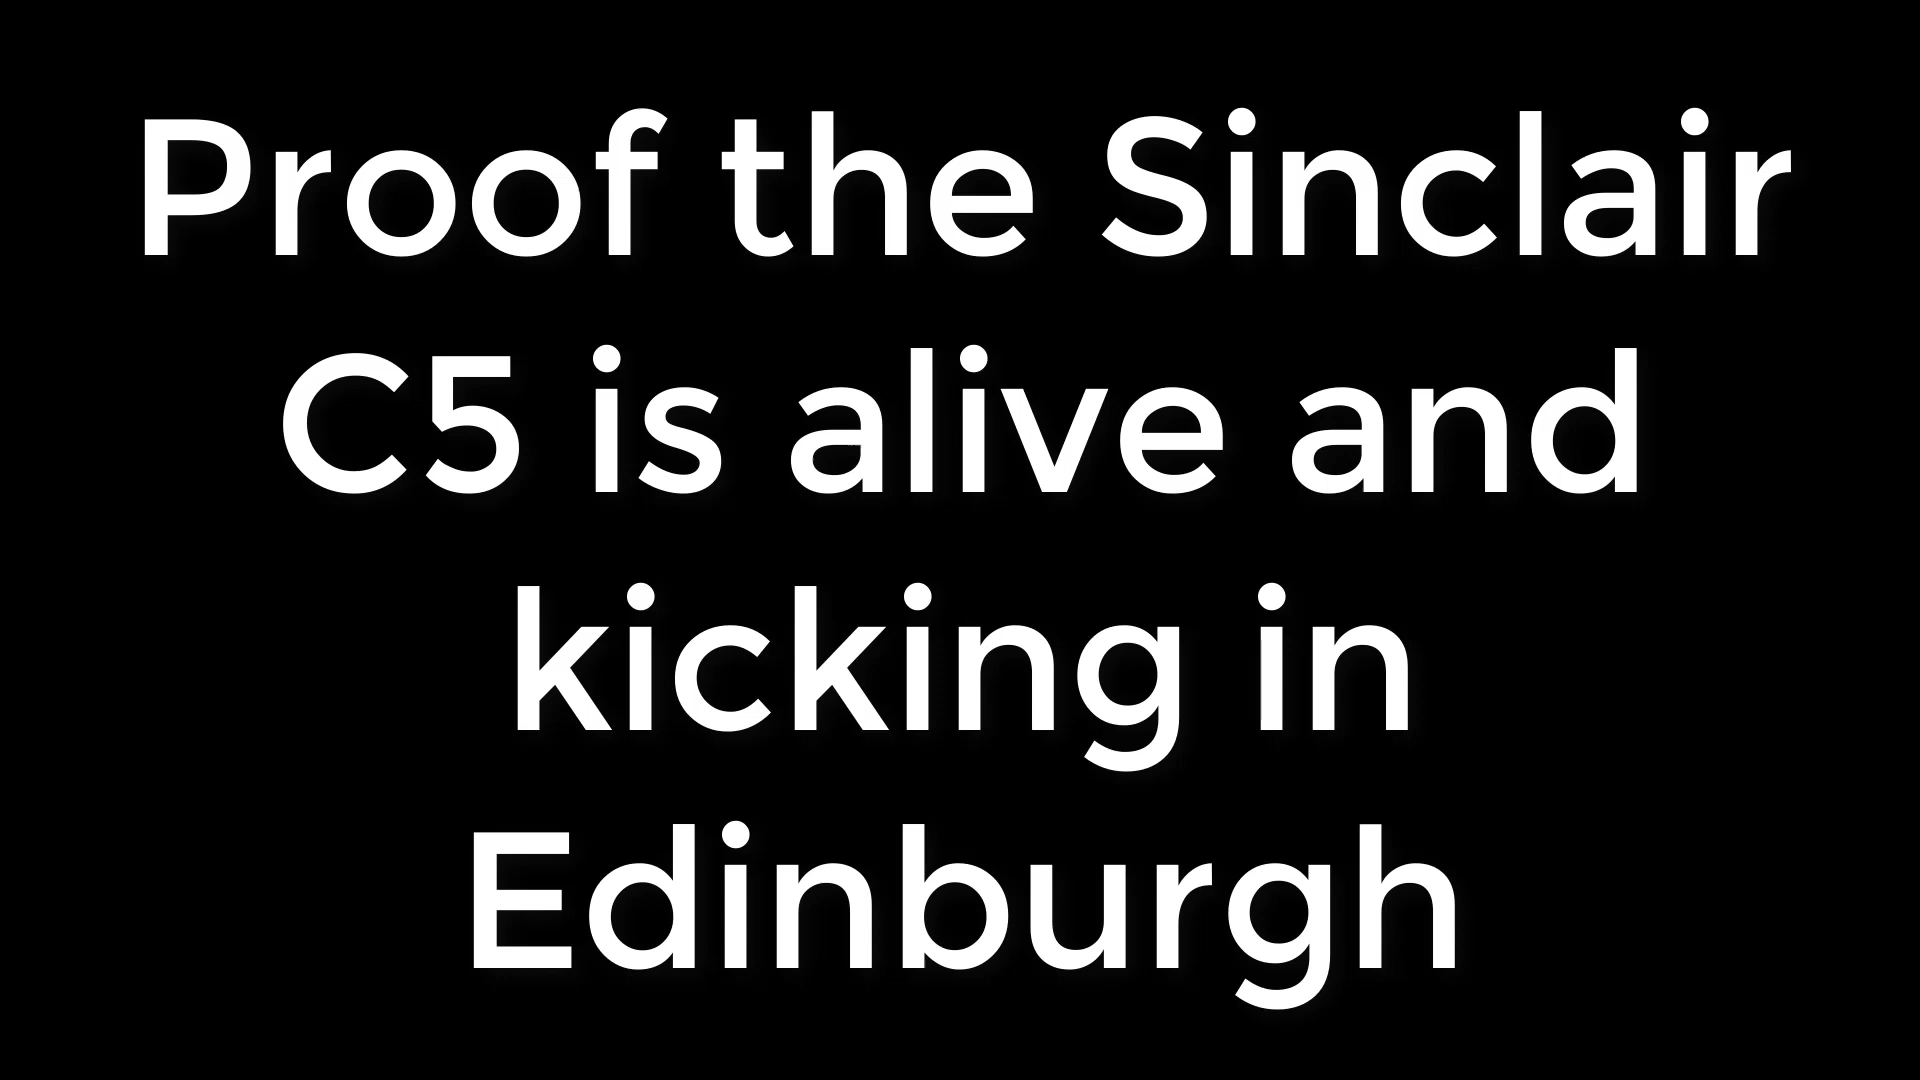 Proof the Sinclair
C5 is alive and
kicking in
Edinburgh